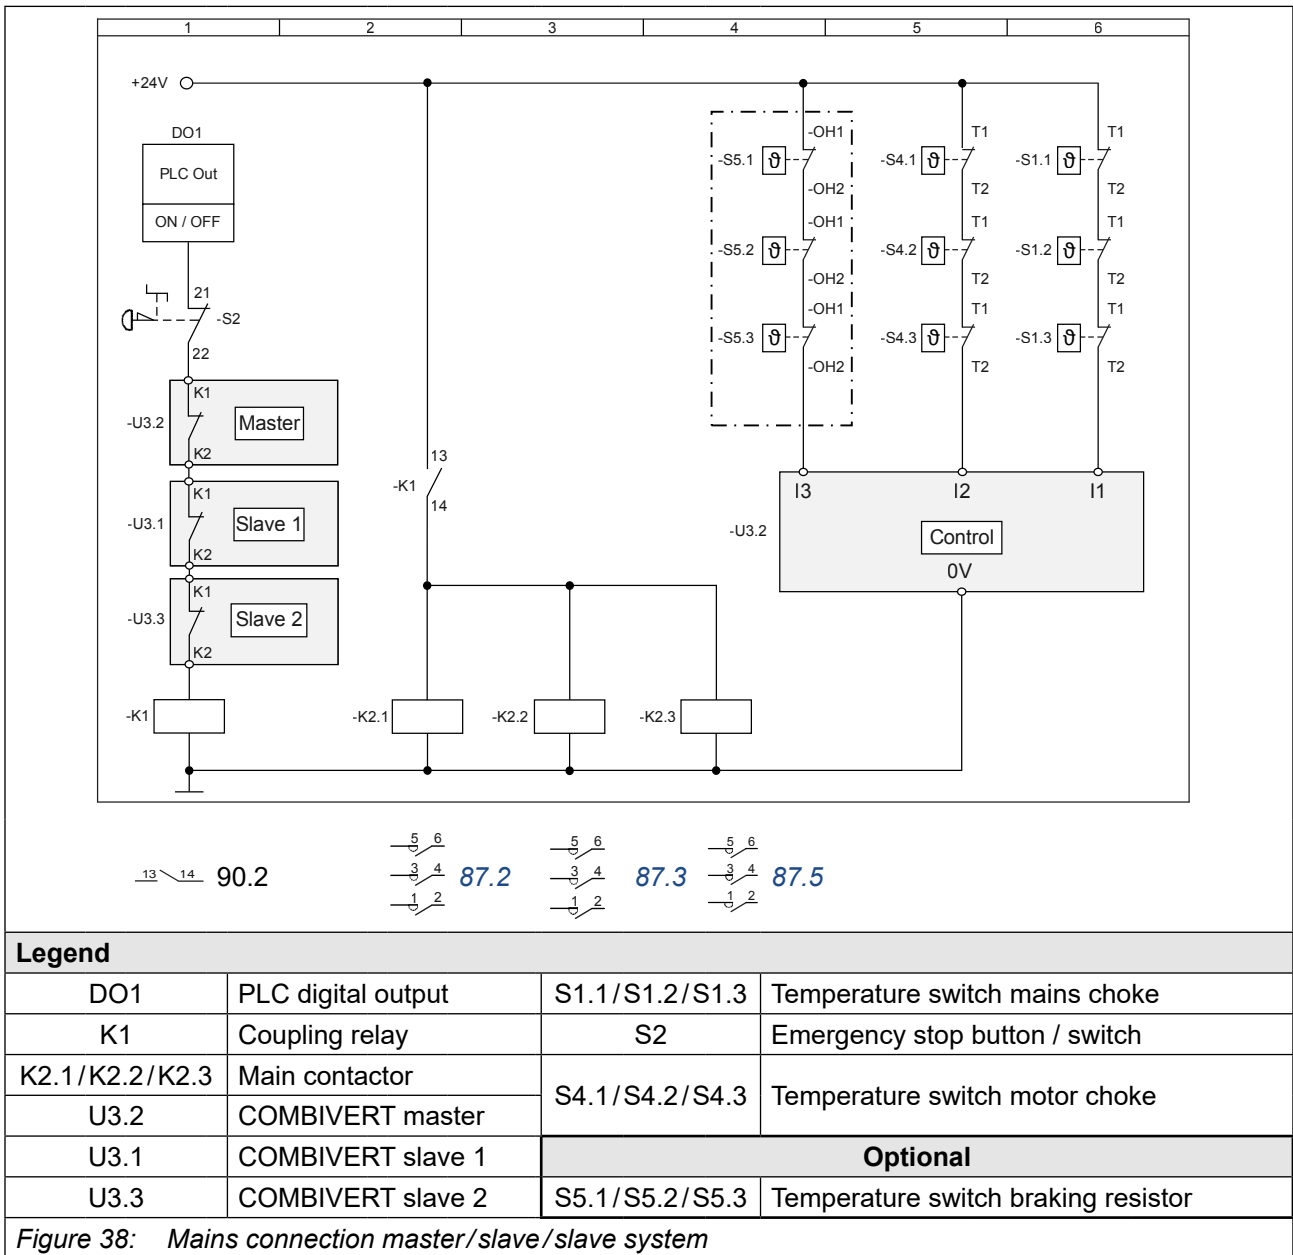 1 2 3 4 5 6
+24V
DO1
PLC Out
ON / OFF
21
-S2
22
K1
-U3.2
Master
K2
K1
-U3.1
Slave 1
K2
K1
-U3.3
Slave 2
K2
-K1
13
-K1
14
-K2.1
-K2.2
-K2.3
-OH1
-S5.1 ϑ
-OH2
-OH1
-S5.2 ϑ
-OH2
-OH1
-S5.3 ϑ
-OH2
T1
-S4.1 ϑ
T2
T1
-S4.2 ϑ
T2
T1
-S4.3 ϑ
T2
T1
-S1.1 ϑ
T2
T1
-S1.2 ϑ
T2
T1
-S1.3 ϑ
T2
I3 I2 I1
-U3.2
Control
0V
13 14 90.2
5 6
3 4 87.2
1 2
5 6
3 4 87.3
1 2
5 6
3 4 87.5
1 2
Legend
DO1 PLC digital output S1.1/S1.2/S1.3 Temperature switch mains choke
K1 Coupling relay S2 Emergency stop button / switch
K2.1/K2.2/K2.3 Main contactor S4.1/S4.2/S4.3 Temperature switch motor choke
U3.2 COMBIVERT master
U3.1 COMBIVERT slave 1 Optional
U3.3 COMBIVERT slave 2 S5.1/S5.2/S5.3 Temperature switch braking resistor
Figure 38: Mains connection master/slave/slave system